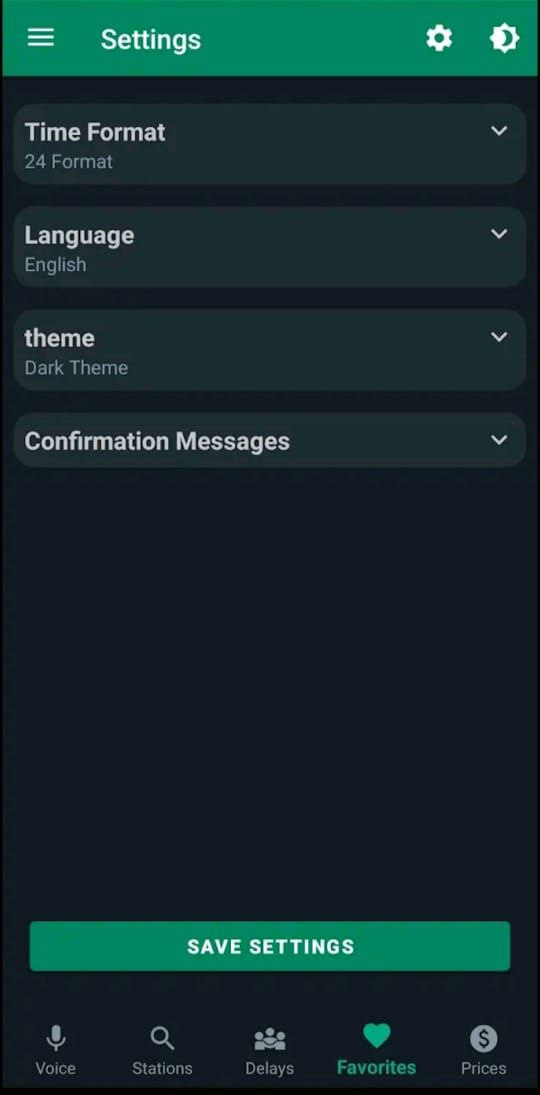 Settings
Time Format
24 Format
Language
English
theme
Dark Theme
Confirmation Messages
SAVE SETTINGS
Voice
Stations
Delays
Favorites
Prices